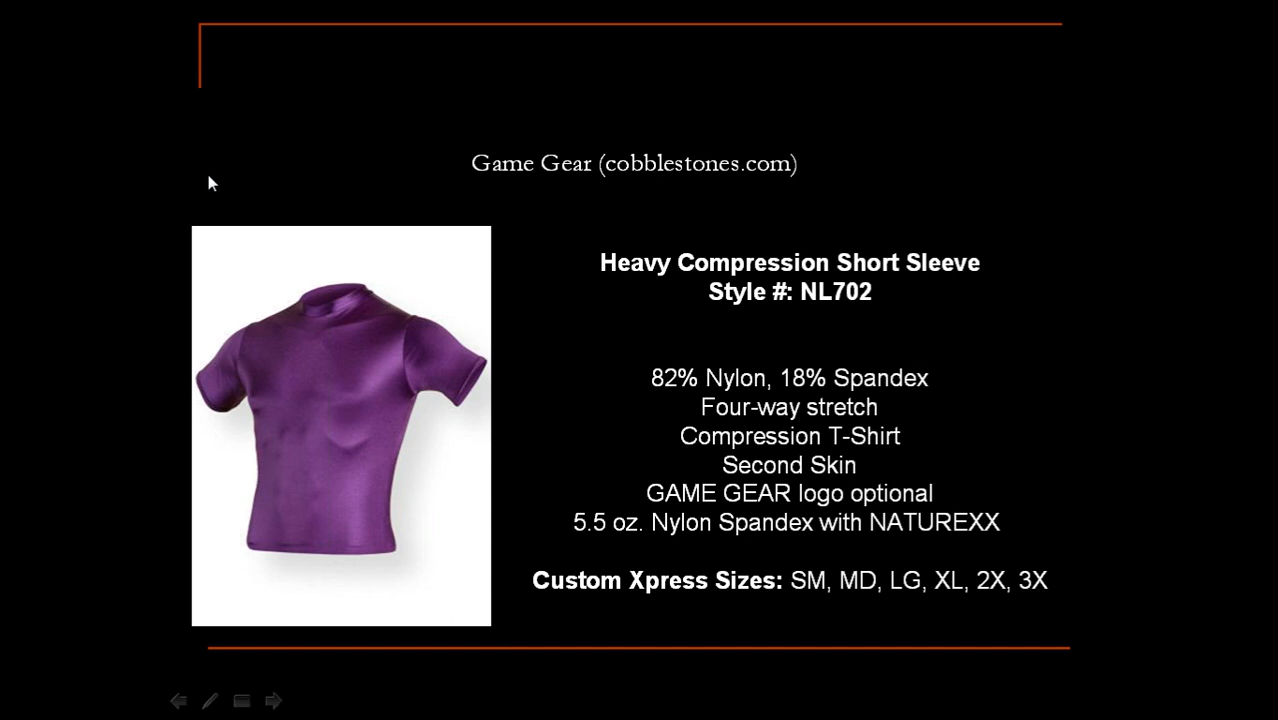 Game Gear (cobblestones.com)
Heavy Compression Short Sleeve
Style #: NL702
82% Nylon, 18% Spandex
Four-way stretch
Compression T-Shirt
Second Skin
GAME GEAR logo optional
5.5 oz. Nylon Spandex with NATUREXX
Custom Xpress Sizes: SM, MD, LG, XL, 2X, 3X